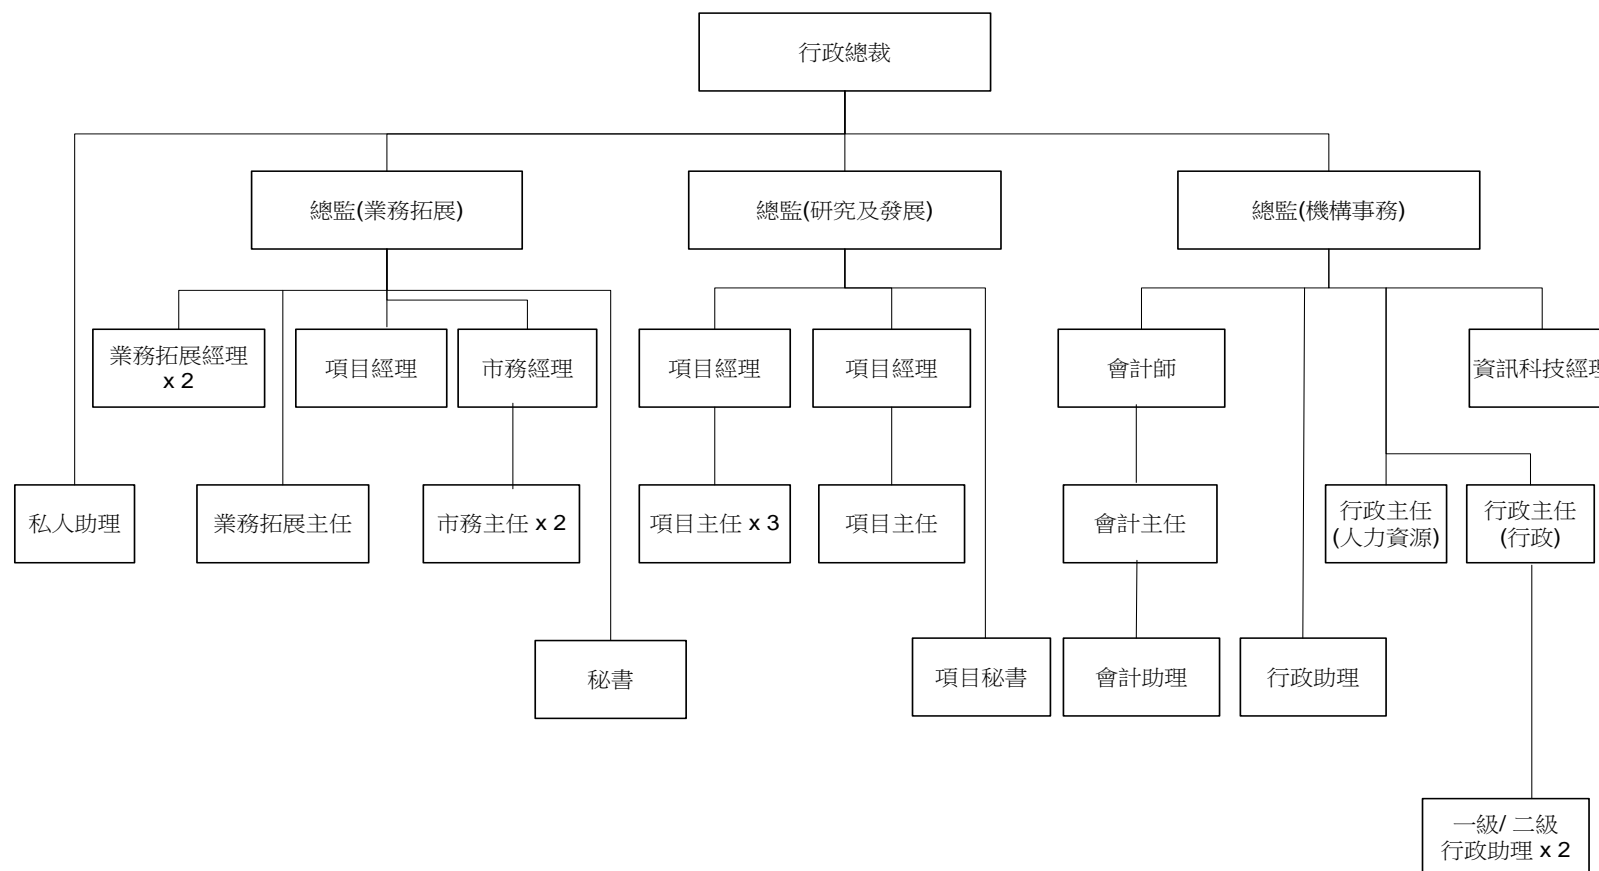 行政總裁
總監(業務拓展)
總監(研究及發展)
總監(機構事務)
業務拓展經理
x 2
項目經理
市務經理
項目經理
項目經理
會計師
資訊科技經理
私人助理
業務拓展主任
市務主任 x 2
項目主任 x 3
項目主任
會計主任
行政主任
(人力資源)
行政主任
(行政)
秘書
項目秘書
會計助理
行政助理
一級/ 二級
行政助理 x 2